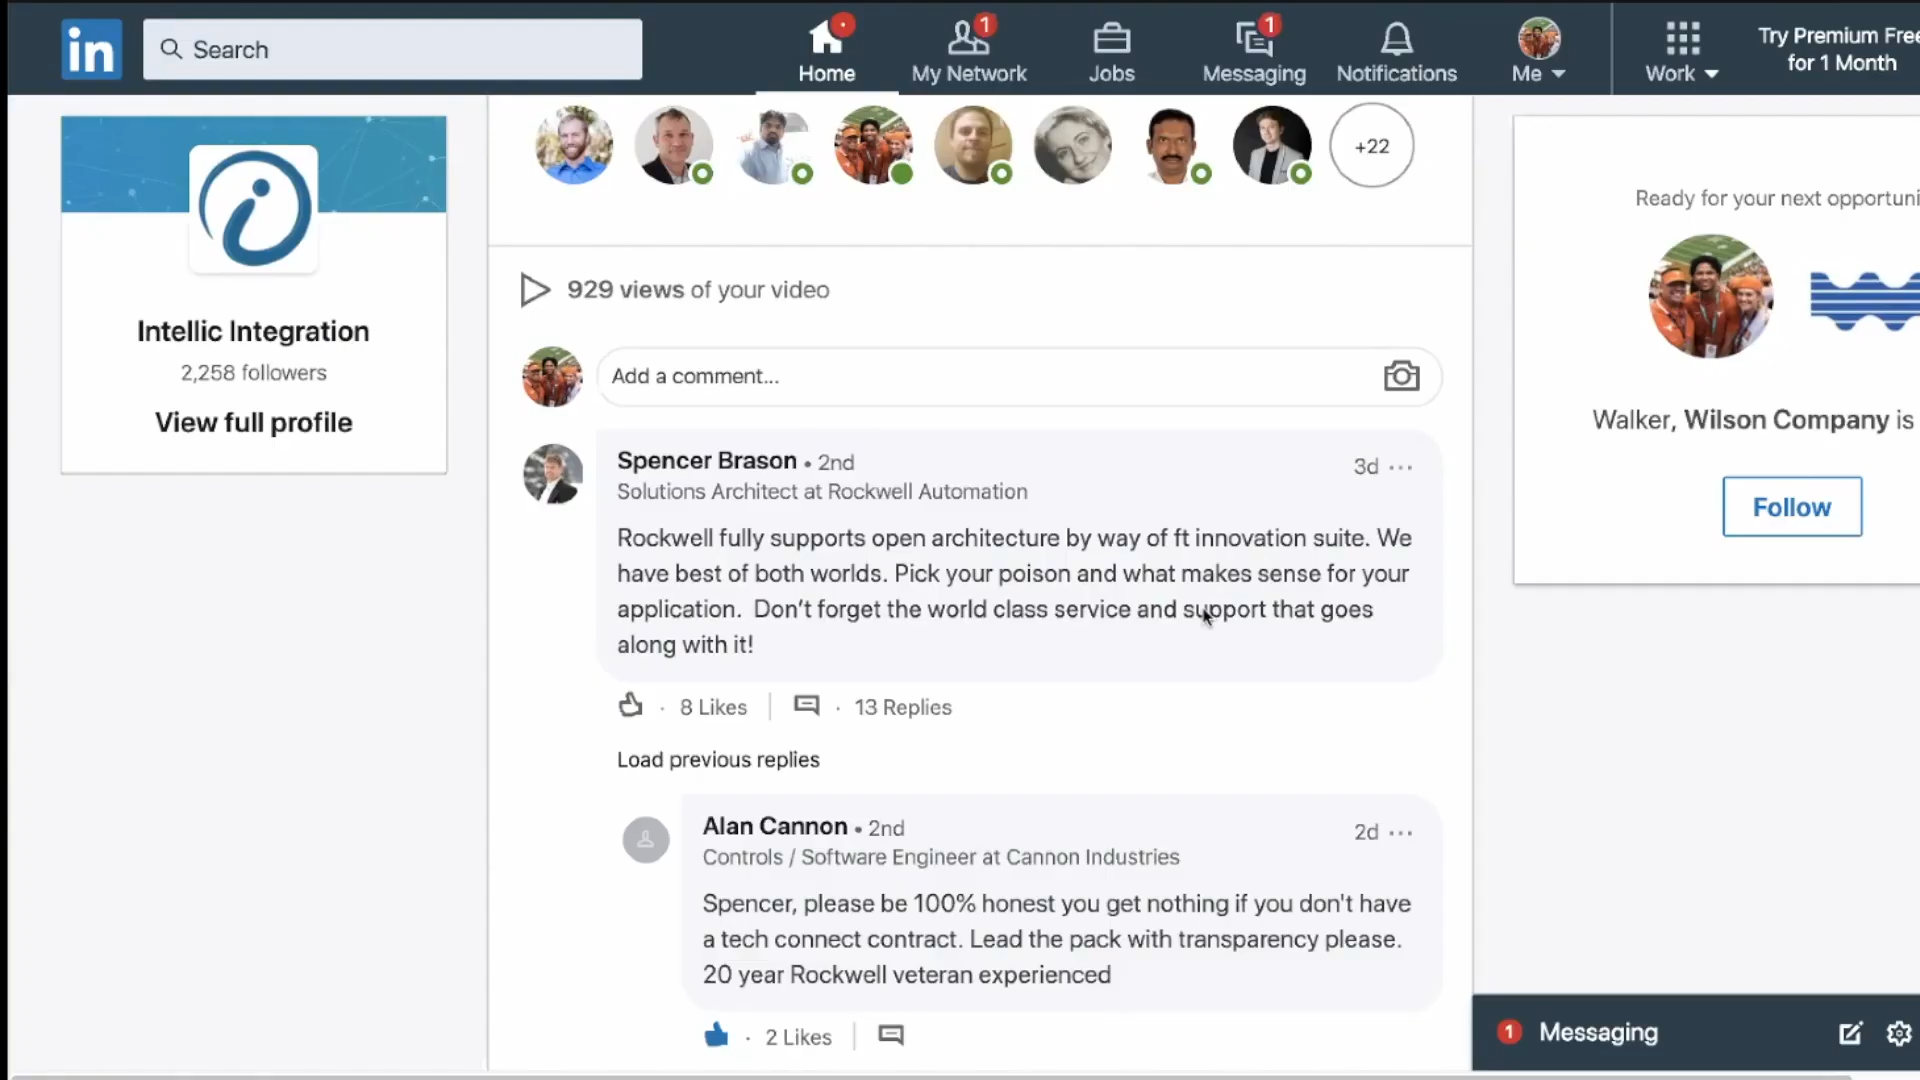 in
Search
Home
1
My Network
Jobs
1
Messaging
Notifications
Me
Work
Try Premium Free
for 1 Month
Intellic Integration
2,258 followers
View full profile
+22
929 views of your video
Add a comment...
Spencer Brason • 2nd
3d ...
Solutions Architect at Rockwell Automation
Rockwell fully supports open architecture by way of ft innovation suite. We
have best of both worlds. Pick your poison and what makes sense for your
application.  Don't forget the world class service and support that goes
along with it!
· 8 Likes
· 13 Replies
Load previous replies
Alan Cannon • 2nd
2d ...
Controls / Software Engineer at Cannon Industries
Spencer, please be 100% honest you get nothing if you don't have
a tech connect contract. Lead the pack with transparency please.
20 year Rockwell veteran experienced
· 2 Likes
Ready for your next opportuni
Walker, Wilson Company is
Follow
1 Messaging